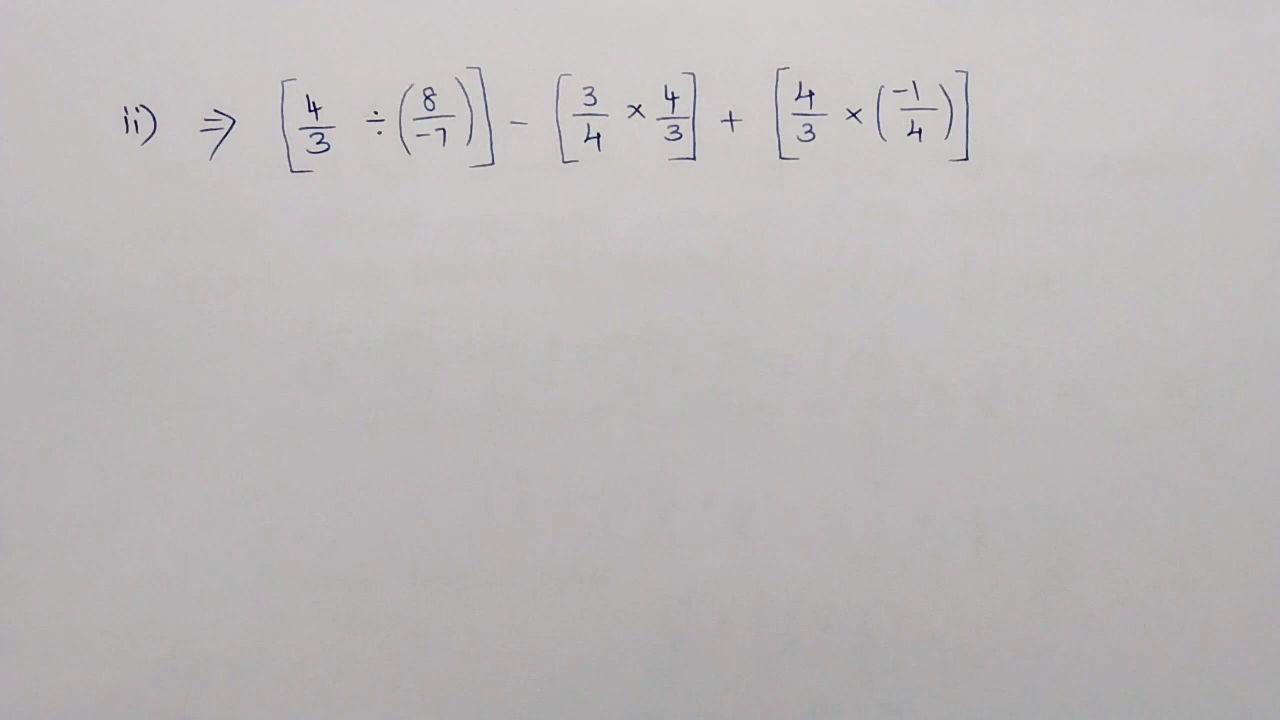 ii) ⇒ [4/3 ÷ (8/-7)] - [3/4 × 4/3] + [4/3 × (-1/4)]